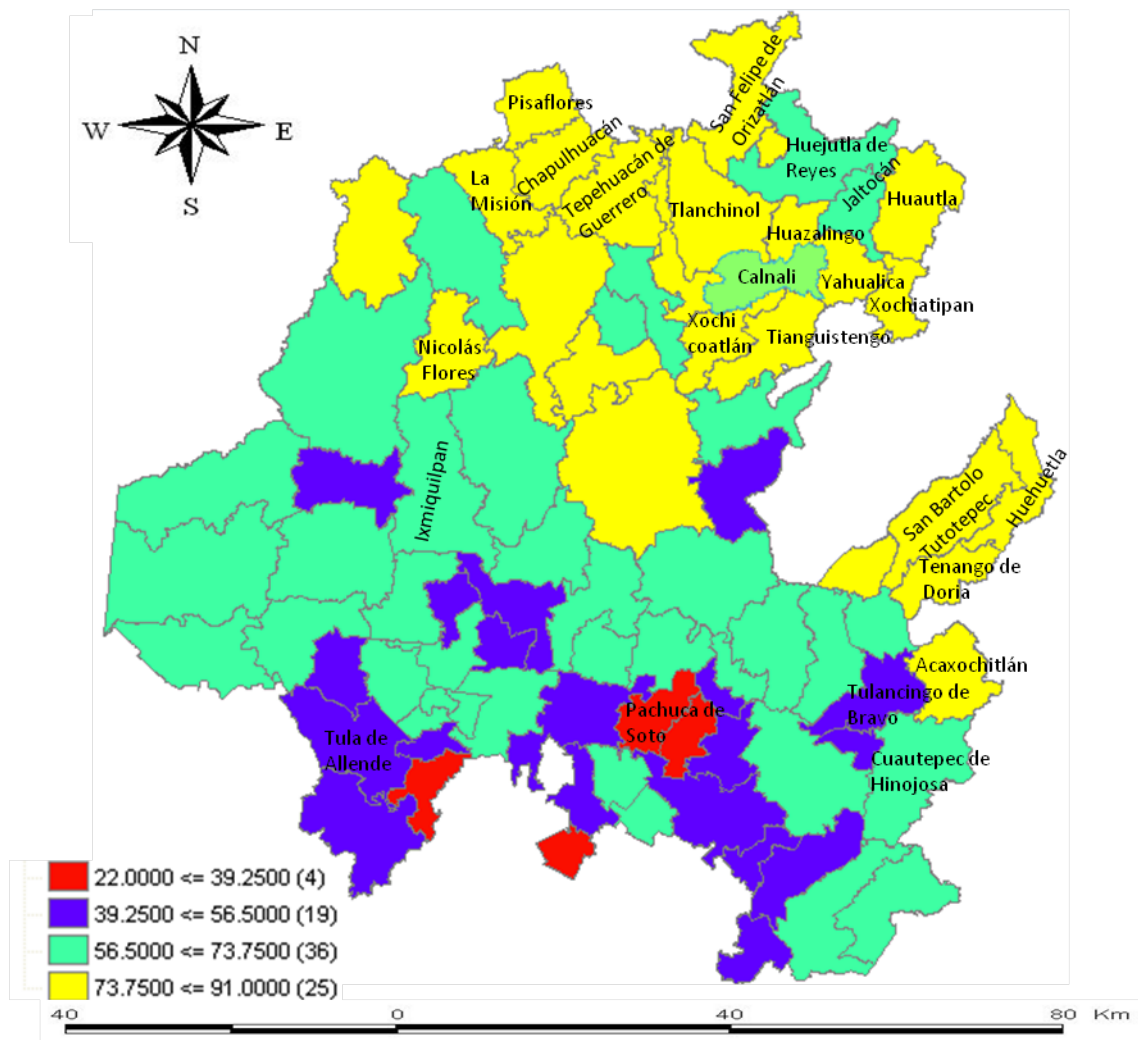 N
W
E
S
San Felipe de
Orizatlán
Pisaflores
Chapulhuacán
Huejutla de
Reyes
La
Misión
Tepehuacán de
Guerrero
Jaltocán
Huautla
Tlanchinol
Huazalingo
Calnali
Yahualica
Xochiatipan
Xochi
coatlán
Tianguistengo
Nicolás
Flores
Ixmiquilpan
San Bartolo
Tutotepec
Huehuetla
Tenango de
Doria
Acaxochitlán
Tulancingo de
Bravo
Pachuca de
Soto
Tula de
Allende
Cuautepec de
Hinojosa
22.0000 <= 39.2500 (4)
39.2500 <= 56.5000 (19)
56.5000 <= 73.7500 (36)
73.7500 <= 91.0000 (25)
40 0 40 80 Km